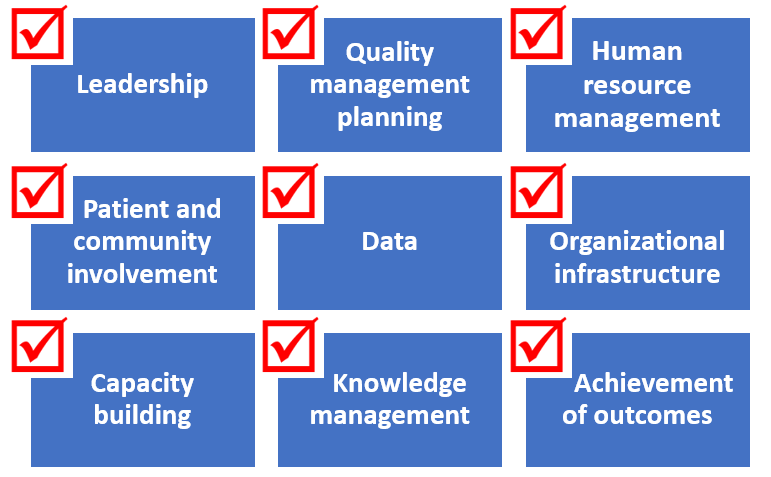 Leadership
Quality
management
planning
Human
resource
management
Patient and
community
involvement
Data
Organizational
infrastructure
Capacity
building
Knowledge
management
Achievement
of outcomes